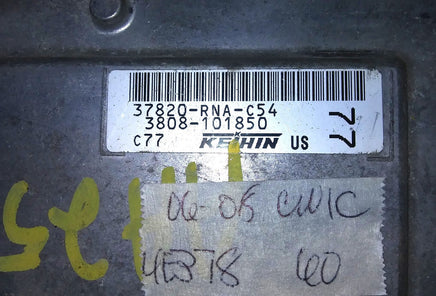 37820-RNA-C54
3808-101850
C77 KEIHIN US
77
06-08 CIVIC
4E378 60